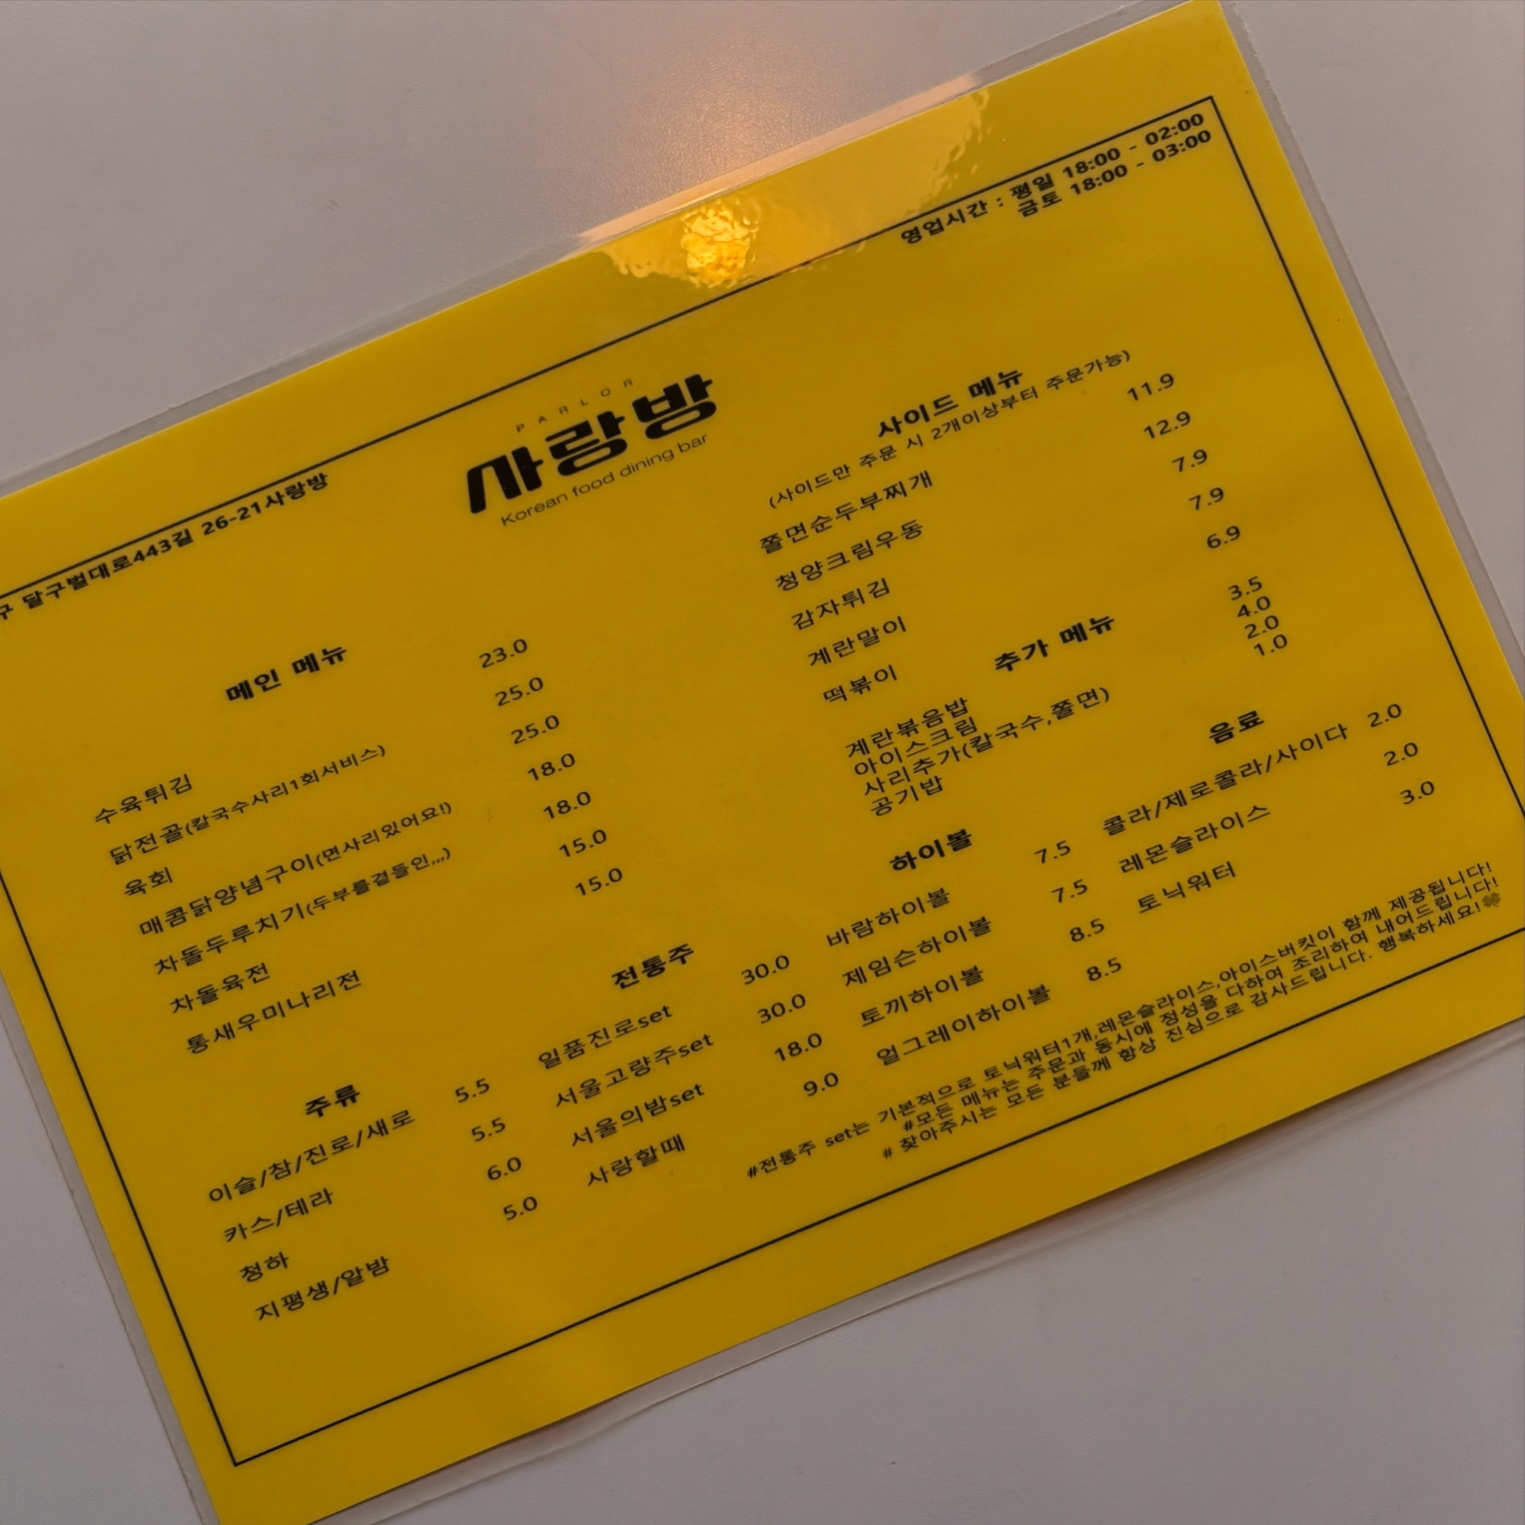 영업시간 : 평일 18:00 - 02:00
금토 18:00 - 03:00
구 달구벌대로443길 26-21사랑방
PARLOR
사랑방
Korean food dining bar
메인 메뉴
수육튀김 23.0
닭전골(칼국수사리1회서비스) 25.0
육회 25.0
매콤닭양념구이(면사리있어요!) 18.0
차돌두루치기(두부를곁들인,,,) 18.0
차돌육전 15.0
통새우미나리전 15.0
사이드 메뉴
(사이드만 주문 시 2개이상부터 주문가능)
쫄면순두부찌개 11.9
청양크림우동 12.9
감자튀김 7.9
계란말이 7.9
떡볶이 6.9
추가 메뉴
계란볶음밥 3.5
아이스크림 4.0
사리추가(칼국수,쫄면) 2.0
공기밥 1.0
주류
이슬/참/진로/새로 5.5
카스/테라 5.5
청하 6.0
지평생/알밤 5.0
전통주
일품진로set 30.0
서울고량주set 30.0
서울의밤set 18.0
사랑할때 9.0
하이볼
바람하이볼 7.5
제임슨하이볼 7.5
토끼하이볼 8.5
얼그레이하이볼 8.5
음료
콜라/제로콜라/사이다 2.0
레몬슬라이스 2.0
토닉워터 3.0
#전통주 set는 기본적으로 토닉워터1개,레몬슬라이스,아이스버킷이 함께 제공됩니다!
#모든 메뉴는 주문과 동시에 정성을 다하여 조리하여 내어드립니다!
# 찾아주시는 모든 분들께 항상 진심으로 감사드립니다. 행복하세요!🍀